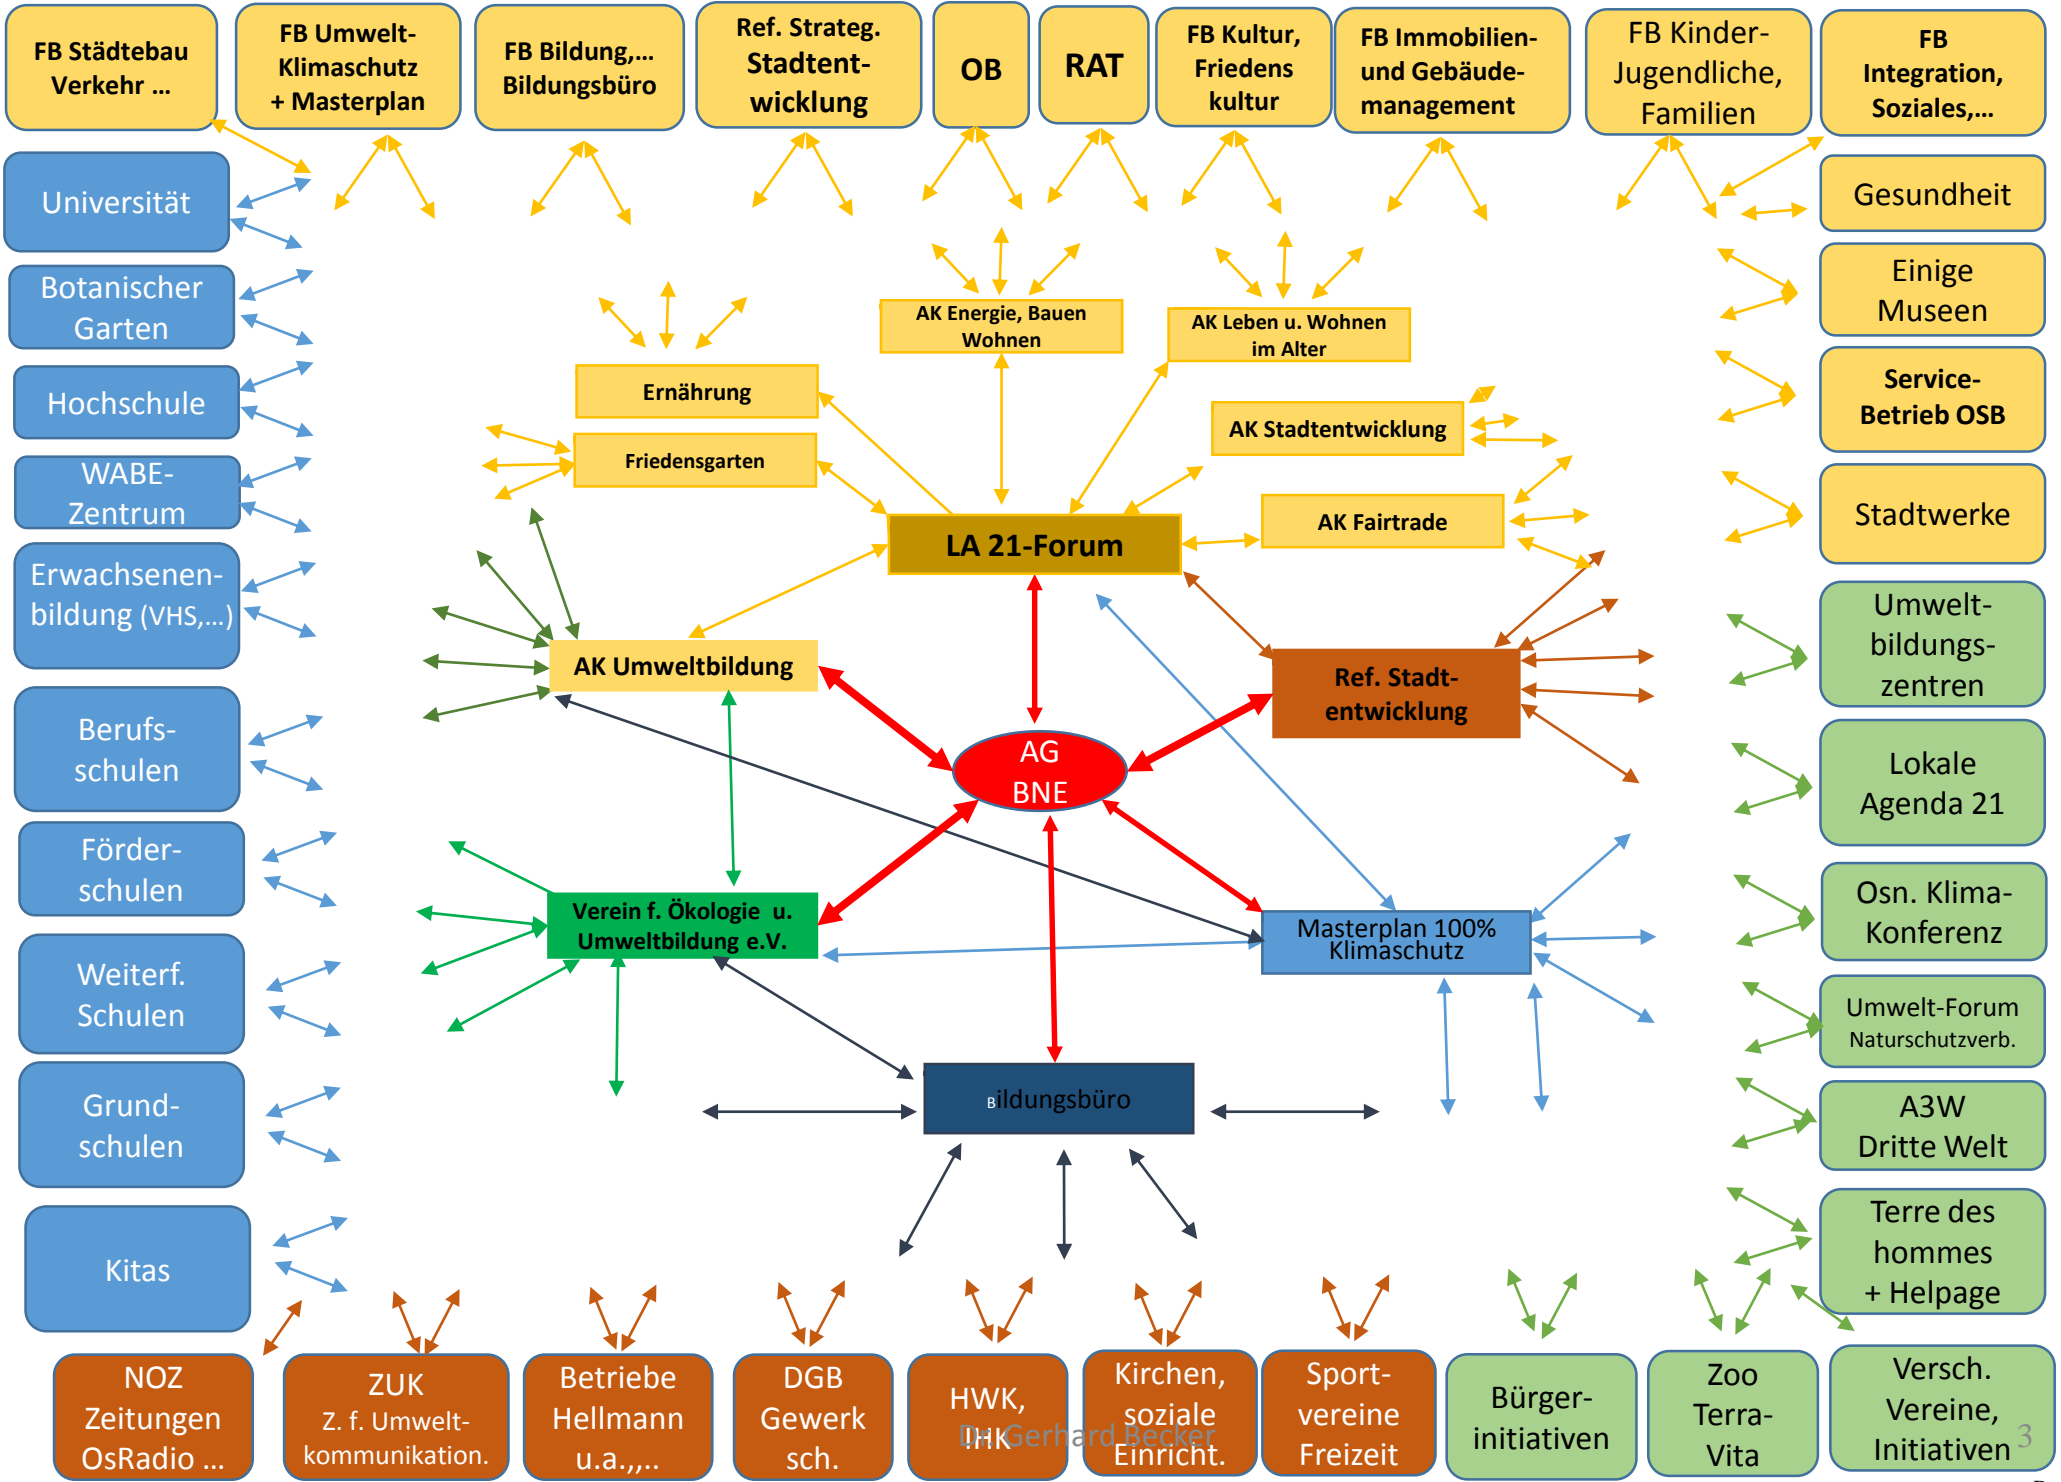 FB Städtebau
Verkehr …
FB Umwelt-
Klimaschutz
+ Masterplan
FB Bildung,…
Bildungsbüro
Ref. Strateg.
Stadtent-
wicklung
OB
RAT
FB Kultur,
Friedens
kultur
FB Immobilien-
und Gebäude-
management
FB Kinder-
Jugendliche,
Familien
FB
Integration,
Soziales,…
Universität
Botanischer
Garten
Hochschule
WABE-
Zentrum
Erwachsenen-
bildung (VHS,…)
Berufs-
schulen
Förder-
schulen
Weiterf.
Schulen
Grund-
schulen
Kitas
AK Energie, Bauen
Wohnen
AK Leben u. Wohnen
im Alter
Ernährung
Friedensgarten
AK Stadtentwicklung
AK Fairtrade
LA 21-Forum
AK Umweltbildung
Ref. Stadt-
entwicklung
AG
BNE
Verein f. Ökologie u.
Umweltbildung e.V.
Masterplan 100%
Klimaschutz
Bildungsbüro
Gesundheit
Einige
Museen
Service-
Betrieb OSB
Stadtwerke
Umwelt-
bildungs-
zentren
Lokale
Agenda 21
Osn. Klima-
Konferenz
Umwelt-Forum
Naturschutzverb.
A3W
Dritte Welt
Terre des
hommes
+ Helpage
NOZ
Zeitungen
OsRadio …
ZUK
Z. f. Umwelt-
kommunikation.
Betriebe
Hellmann
u.a.,,..
DGB
Gewerk
sch.
HWK,
IHK
Kirchen,
soziale
Einricht.
Sport-
vereine
Freizeit
Bürger-
initiativen
Zoo
Terra-
Vita
Versch.
Vereine,
Initiativen
Dr. Gerhard Becker
3